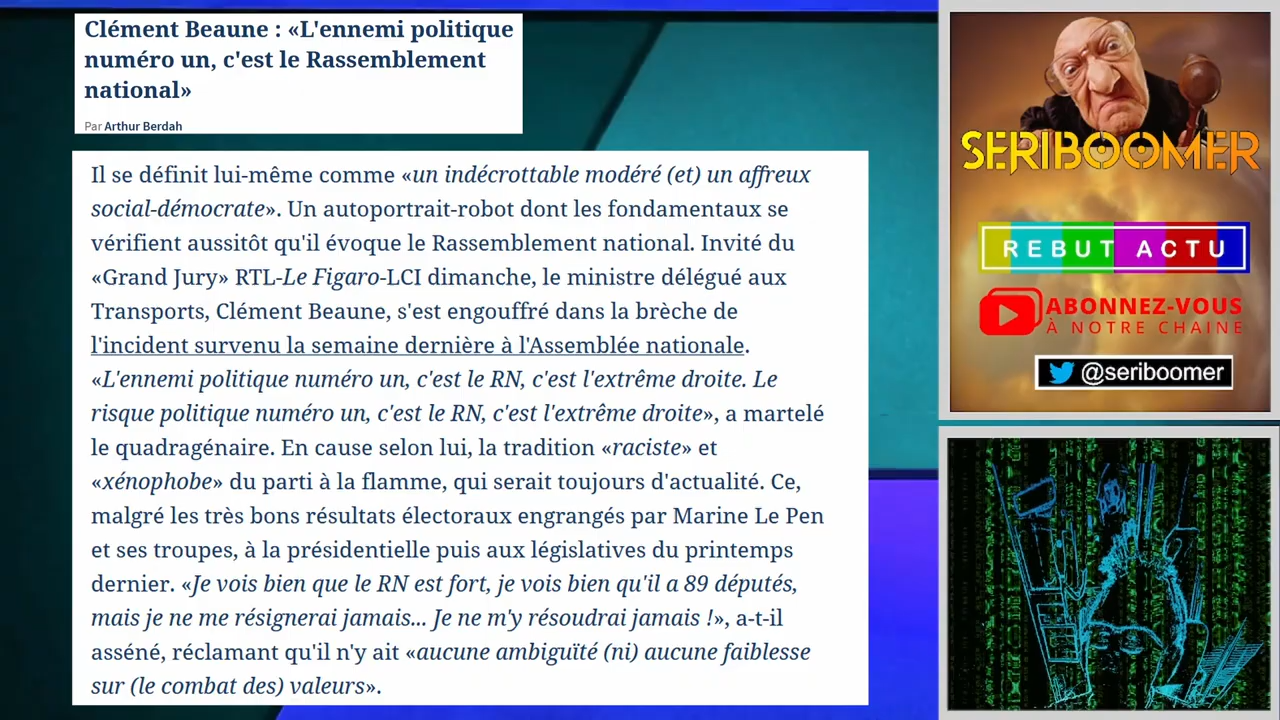 Clément Beaune : «L'ennemi politique
numéro un, c'est le Rassemblement
national»
Par Arthur Berdah
Il se définit lui-même comme «un indécrottable modéré (et) un affreux
social-démocrate». Un autoportrait-robot dont les fondamentaux se
vérifient aussitôt qu'il évoque le Rassemblement national. Invité du
«Grand Jury» RTL-Le Figaro-LCI dimanche, le ministre délégué aux
Transports, Clément Beaune, s'est engouffré dans la brèche de
l'incident survenu la semaine dernière à l'Assemblée nationale.
«L'ennemi politique numéro un, c'est le RN, c'est l'extrême droite. Le
risque politique numéro un, c'est le RN, c'est l'extrême droite», a martelé
le quadragénaire. En cause selon lui, la tradition «raciste» et
«xénophobe» du parti à la flamme, qui serait toujours d'actualité. Ce,
malgré les très bons résultats électoraux engrangés par Marine Le Pen
et ses troupes, à la présidentielle puis aux législatives du printemps
dernier. «Je vois bien que le RN est fort, je vois bien qu'il a 89 députés,
mais je ne me résignerai jamais... Je ne m'y résoudrai jamais !», a-t-il
asséné, réclamant qu'il n'y ait «aucune ambiguïté (ni) aucune faiblesse
sur (le combat des) valeurs».
SERIBOOMER
REBUT ACTU
ABONNEZ-VOUS
À NOTRE CHAINE
@seriboomer